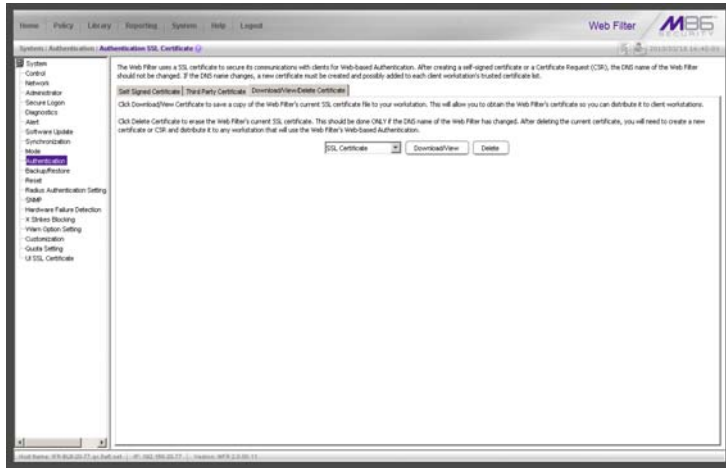 Home Policy Library Reporting System Help Logout
Web Filter
M86
SECURITY
System : Authentication : Authentication SSL Certificate
System
Control
Network
Administrator
Secure Logon
Diagnostics
Alert
Software Update
Synchronization
Mode
Authentication
Backup/Restore
Reset
Radius Authentication Setting
SNMP
Hardware Failure Detection
X Strikes Blocking
Warn Option Setting
Customization
Quota Setting
UI SSL Certificate
The Web Filter uses a SSL certificate to secure its communications with clients for Web-based Authentication. After creating a self-signed certificate or a Certificate Request (CSR), the DNS name of the Web Filter
should not be changed. If the DNS name changes, a new certificate must be created and possibly added to each client workstation's trusted certificate list.
Self Signed Certificate Third Party Certificate Download/View/Delete Certificate
Click Download/View Certificate to save a copy of the Web Filter's current SSL certificate file to your workstation. This will allow you to obtain the Web Filter's certificate so you can distribute it to client workstations.
Click Delete Certificate to erase the Web Filter's current SSL certificate. This should be done ONLY if the DNS name of the Web Filter has changed. After deleting the current certificate, you will need to create a new
certificate or CSR and distribute it to any workstation that will use the Web Filter's Web-based Authentication.
SSL Certificate Download/View Delete